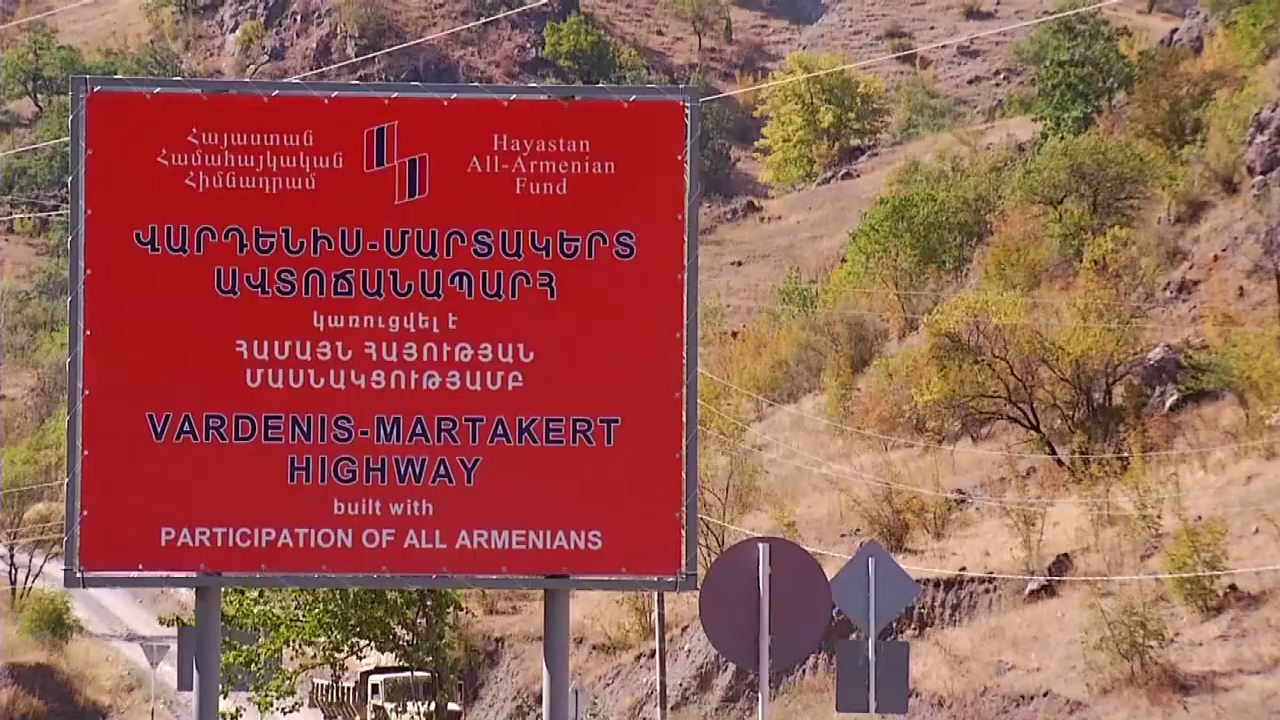 Հայաստան
Համահայկական
Հիմնադրամ
Hayastan
All-Armenian
Fund
ՎԱՐԴԵՆԻՍ-ՄԱՐՏԱԿԵՐՏ
ԱՎՏՈՃԱՆԱՊԱՐՀ
կառուցվել է
ՀԱՄԱՅՆ ՀԱՅՈՒԹՅԱՆ
ՄԱՍՆԱԿՑՈՒԹՅԱՄԲ
VARDENIS-MARTAKERT
HIGHWAY
built with
PARTICIPATION OF ALL ARMENIANS